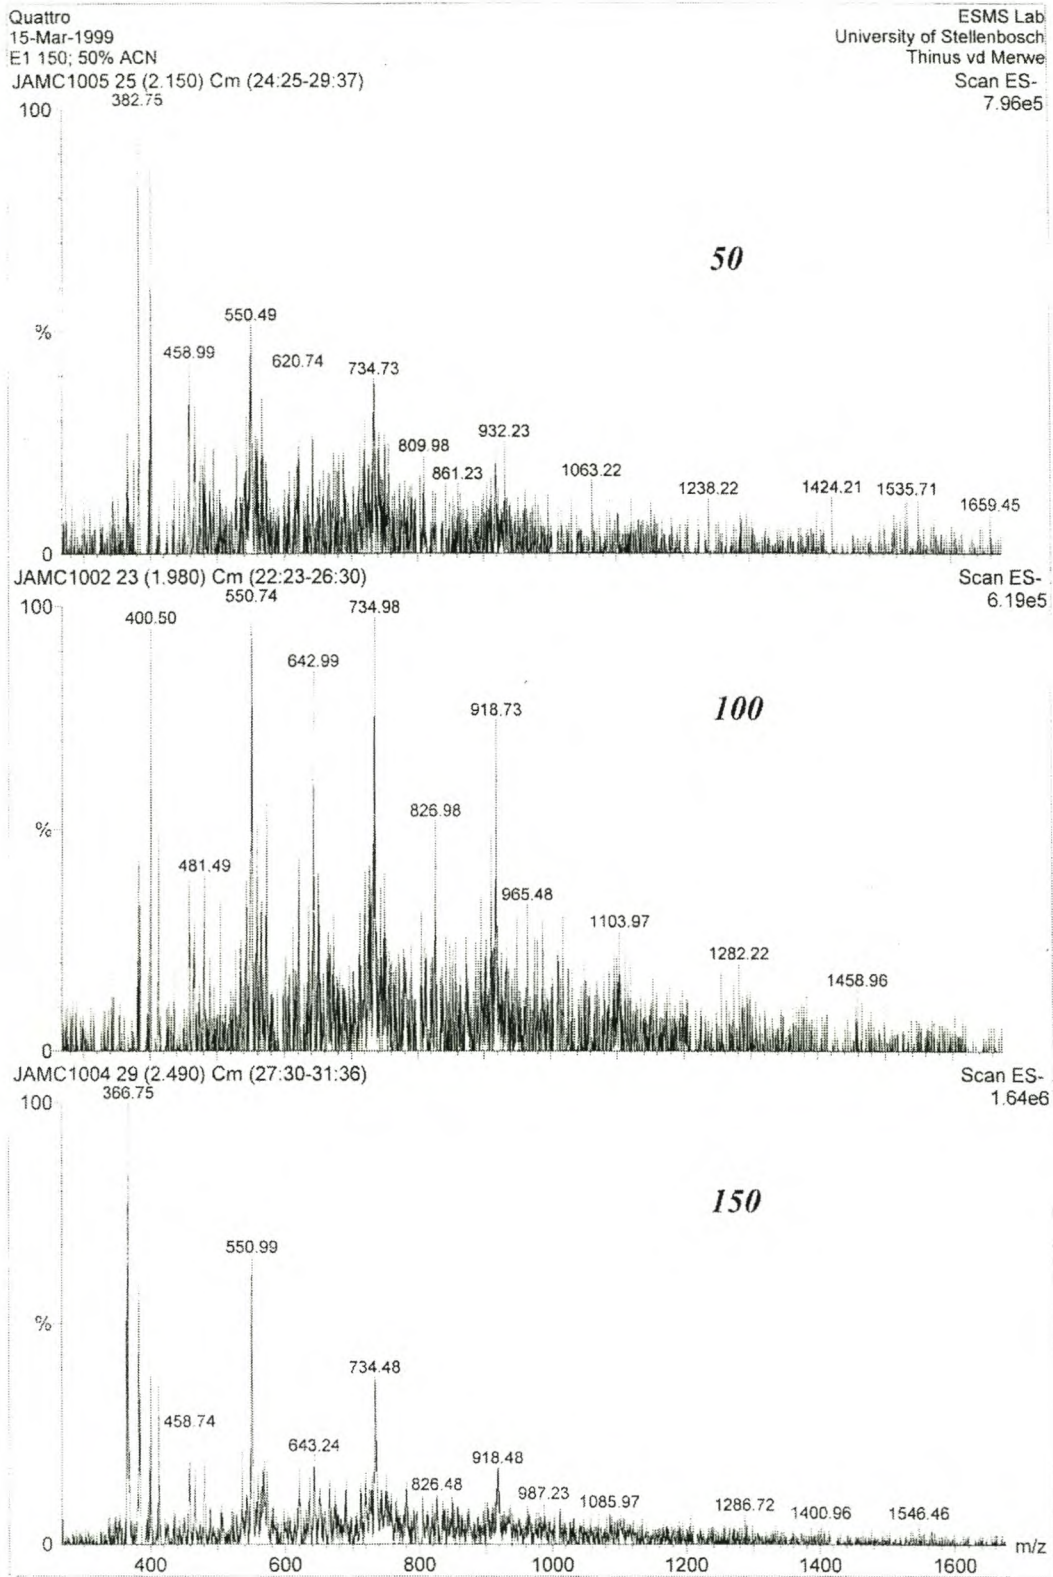 Quattro
ESMS Lab
15-Mar-1999
University of Stellenbosch
E1 150; 50% ACN
Thinus vd Merwe
JAMC1005 25 (2.150) Cm (24:25-29:37)
Scan ES-
7.96e5
100
382.75
50
%
550.49
458.99
620.74
734.73
809.98
861.23
932.23
1063.22
1238.22
1424.21
1535.71
1659.45
0
JAMC1002 23 (1.980) Cm (22:23-26:30)
Scan ES-
6.19e5
100
400.50
550.74
734.98
642.99
918.73
100
%
826.98
481.49
965.48
1103.97
1282.22
1458.96
0
JAMC1004 29 (2.490) Cm (27:30-31:36)
Scan ES-
1.64e6
100
366.75
150
550.99
%
734.48
458.74
643.24
826.48
918.48
987.23
1085.97
1286.72
1400.96
1546.46
0
m/z
400 600 800 1000 1200 1400 1600